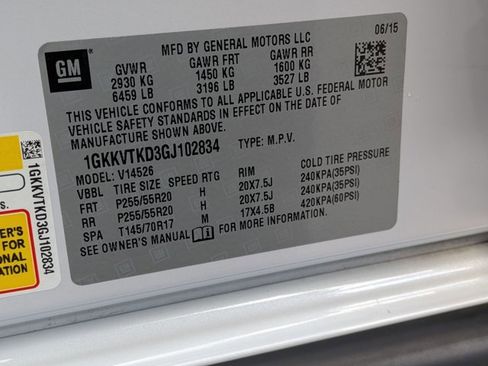 GM
MFD BY GENERAL MOTORS LLC
06/15
GVWR GAWR FRT GAWR RR
2930 KG 1450 KG 1600 KG
6459 LB 3196 LB 3527 LB
THIS VEHICLE CONFORMS TO ALL APPLICABLE U.S. FEDERAL MOTOR
VEHICLE SAFETY STANDARDS IN EFFECT ON THE DATE OF
MANUFACTURE SHOWN ABOVE.
1GKKVTKD3GJ102834 TYPE: M.P.V.
MODEL: V14526
VBBL TIRE SIZE SPEED RTG RIM COLD TIRE PRESSURE
FRT P255/55R20 H 20X7.5J 240KPA(35PSI)
RR P255/55R20 H 20X7.5J 240KPA(35PSI)
SPA T145/70R17 M 17X4.5B 420KPA(60PSI)
SEE OWNER'S MANUAL FOR MORE INFORMATION.
1GKKVTKD3GJ102834
S.
NER'S
FOR
ONAL
TION